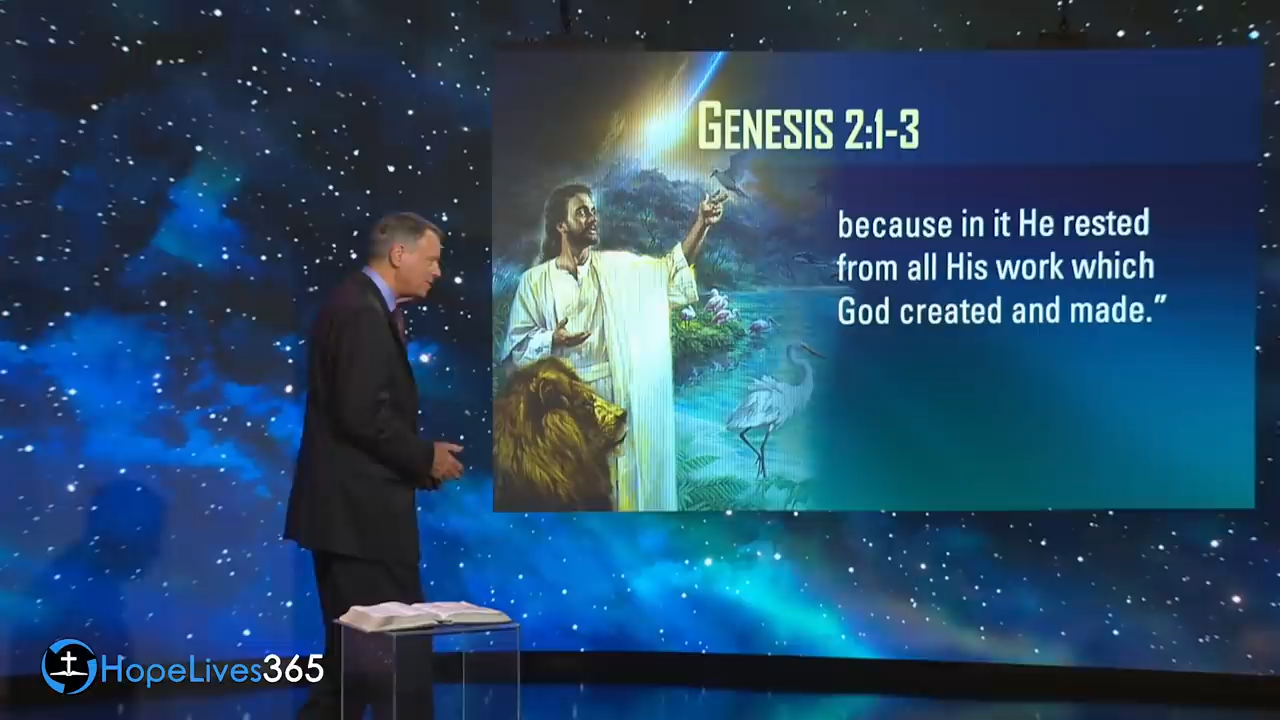 GENESIS 2:1-3
because in it He rested
from all His work which
God created and made.”
HopeLives365